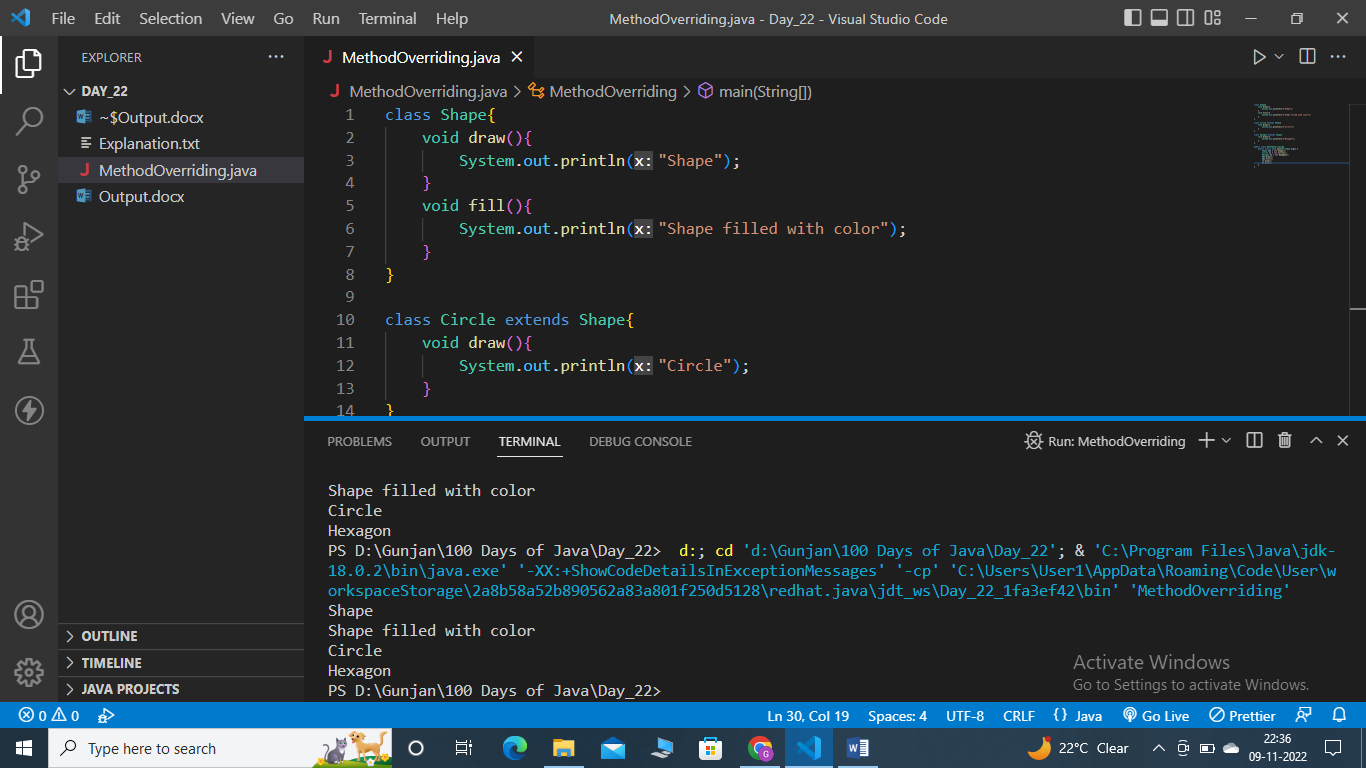 File Edit Selection View Go Run Terminal Help
MethodOverriding.java - Day_22 - Visual Studio Code
EXPLORER
DAY_22
~$Output.docx
Explanation.txt
MethodOverriding.java
Output.docx
OUTLINE
TIMELINE
JAVA PROJECTS
MethodOverriding.java
MethodOverriding.java > MethodOverriding > main(String[])
1 class Shape{
2 void draw(){
3 System.out.println(x: "Shape");
4 }
5 void fill(){
6 System.out.println(x: "Shape filled with color");
7 }
8 }
9
10 class Circle extends Shape{
11 void draw(){
12 System.out.println(x: "Circle");
13 }
14 }
PROBLEMS OUTPUT TERMINAL DEBUG CONSOLE
Run: MethodOverriding
Shape filled with color
Circle
Hexagon
PS D:\Gunjan\100 Days of Java\Day_22>  d:; cd 'd:\Gunjan\100 Days of Java\Day_22'; & 'C:\Program Files\Java\jdk-
18.0.2\bin\java.exe' '-XX:+ShowCodeDetailsInExceptionMessages' '-cp' 'C:\Users\User1\AppData\Roaming\Code\User\w
orkspaceStorage\2a8b58a52b890562a83a801f250d5128\redhat.java\jdt_ws\Day_22_1fa3ef42\bin' 'MethodOverriding'
Shape
Shape filled with color
Circle
Hexagon
PS D:\Gunjan\100 Days of Java\Day_22>
Activate Windows
Go to Settings to activate Windows.
0 0
Ln 30, Col 19 Spaces: 4 UTF-8 CRLF {} Java Go Live Prettier
Type here to search
22°C Clear
22:36
09-11-2022